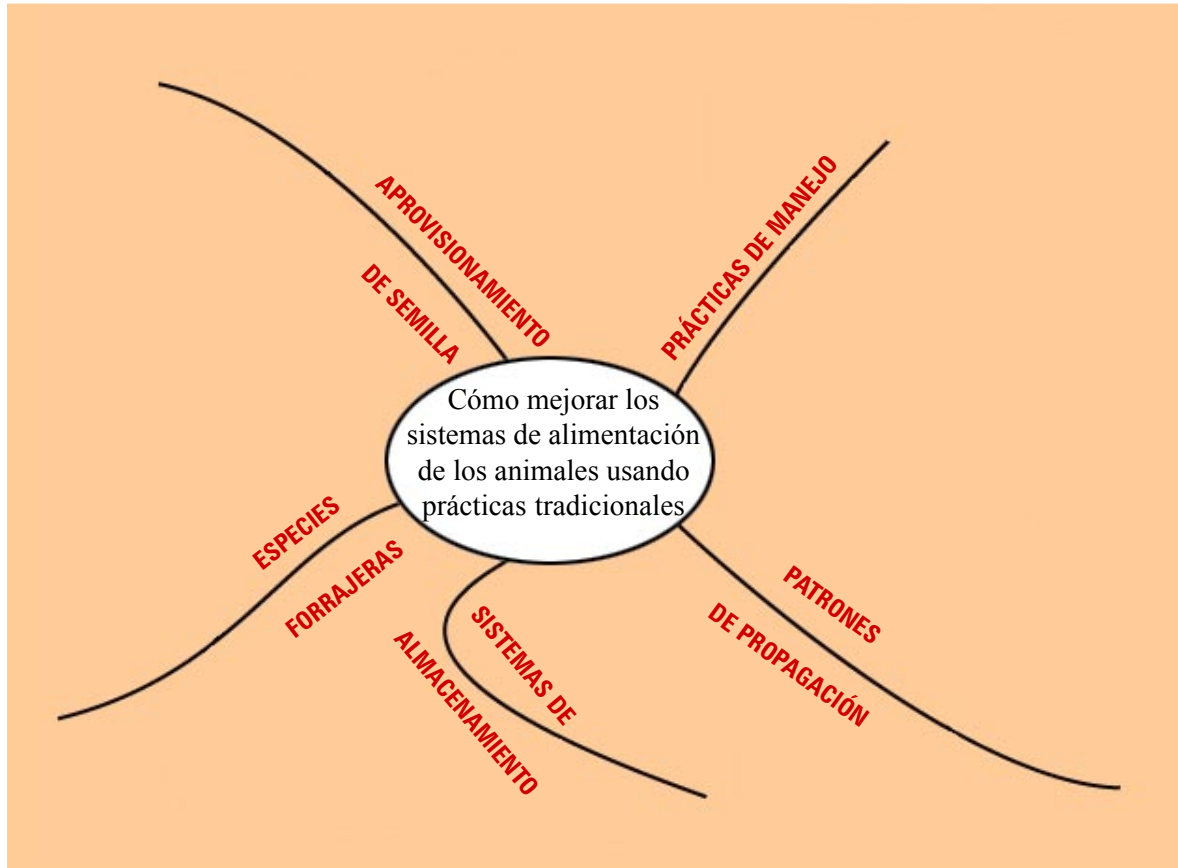 APROVISIONAMIENTO
DE SEMILLA
PRÁCTICAS DE MANEJO
Cómo mejorar los
sistemas de alimentación
de los animales usando
prácticas tradicionales
ESPECIES
FORRAJERAS
SISTEMAS DE
ALMACENAMIENTO
PATRONES
DE PROPAGACIÓN